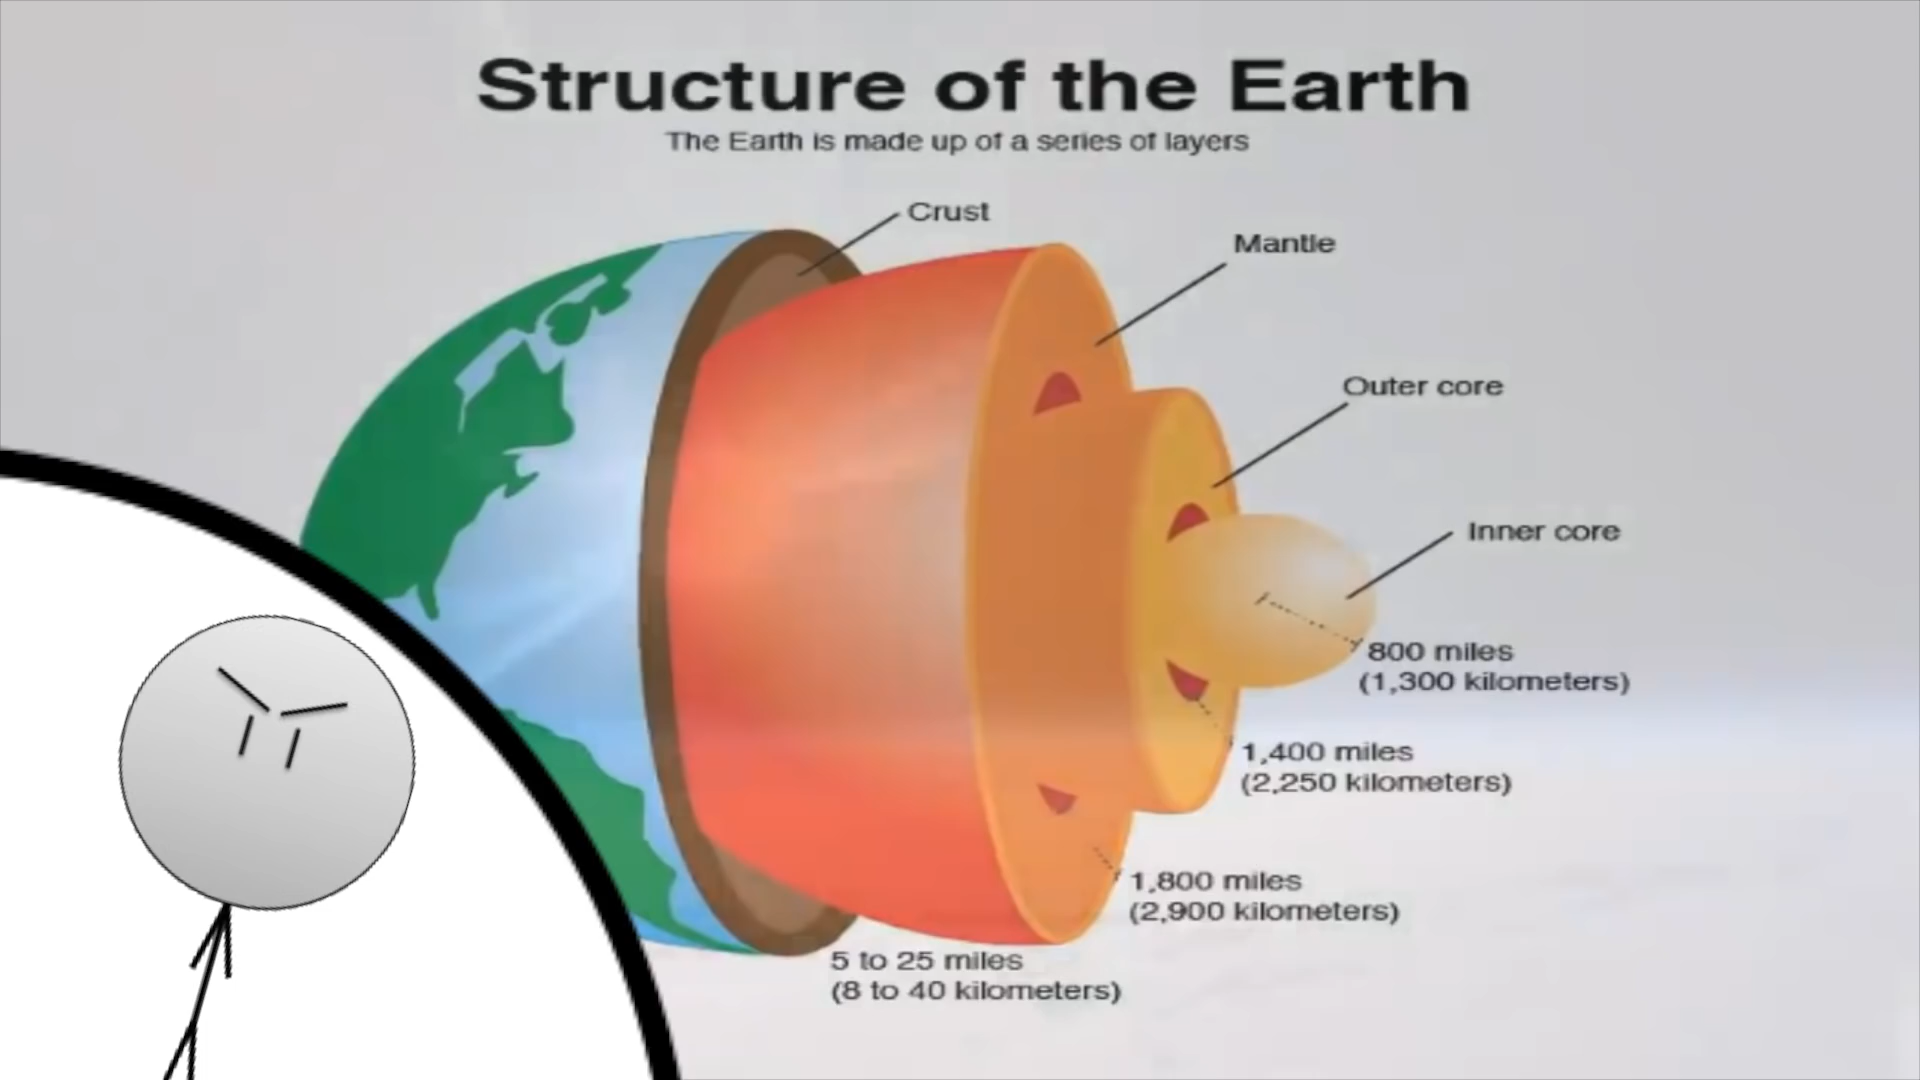 Structure of the Earth
The Earth is made up of a series of layers
Crust
Mantle
Outer core
Inner core
800 miles
(1,300 kilometers)
1,400 miles
(2,250 kilometers)
1,800 miles
(2,900 kilometers)
5 to 25 miles
(8 to 40 kilometers)